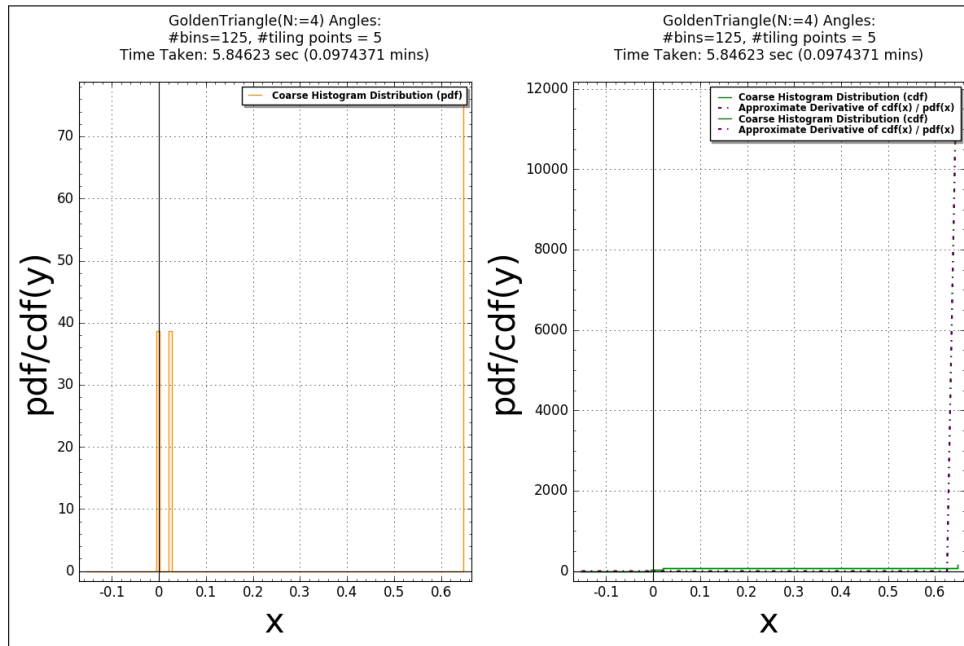 GoldenTriangle(N:=4) Angles:
#bins=125, #tiling points = 5
Time Taken: 5.84623 sec (0.0974371 mins)
Coarse Histogram Distribution (pdf)
70
60
50
40
30
20
10
0
-0.1
0
0.1
0.2
0.3
0.4
0.5
0.6
pdf/cdf(y)
x
GoldenTriangle(N:=4) Angles:
#bins=125, #tiling points = 5
Time Taken: 5.84623 sec (0.0974371 mins)
Coarse Histogram Distribution (cdf)
Approximate Derivative of cdf(x) / pdf(x)
Coarse Histogram Distribution (cdf)
Approximate Derivative of cdf(x) / pdf(x)
12000
10000
8000
6000
4000
2000
0
-0.1
0
0.1
0.2
0.3
0.4
0.5
0.6
pdf/cdf(y)
x